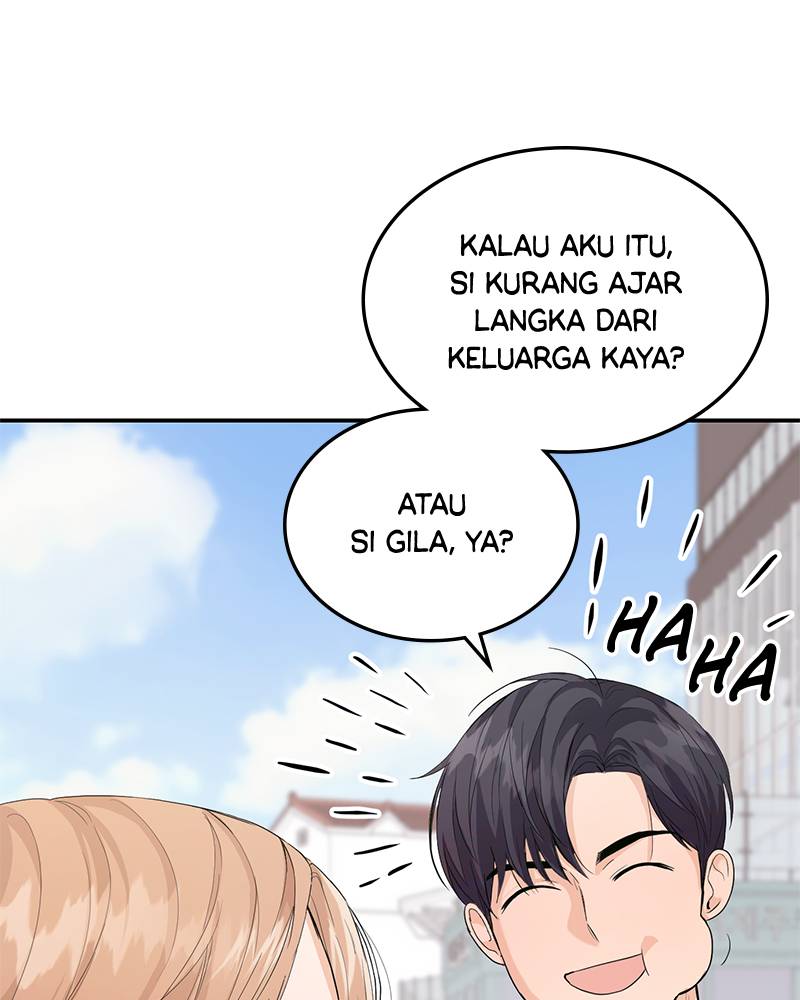 KALAU AKU ITU,
SI KURANG AJAR
LANGKA DARI
KELUARGA KAYA?
ATAU
SI GILA, YA?
HAHA